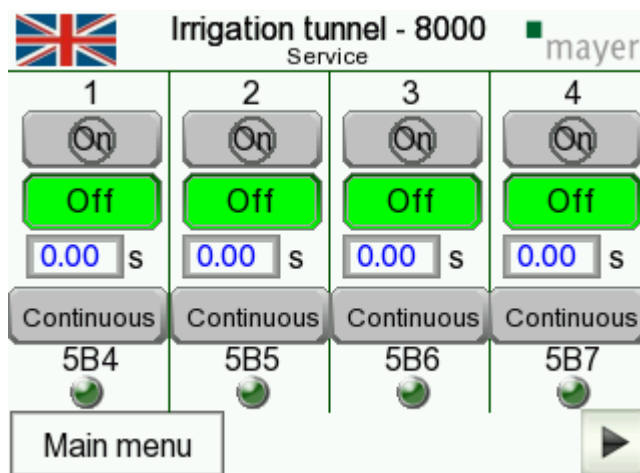 Irrigation tunnel - 8000
Service
mayer
1 2 3 4
On On On On
Off Off Off Off
0.00 s 0.00 s 0.00 s 0.00 s
Continuous Continuous Continuous Continuous
5B4 5B5 5B6 5B7
Main menu